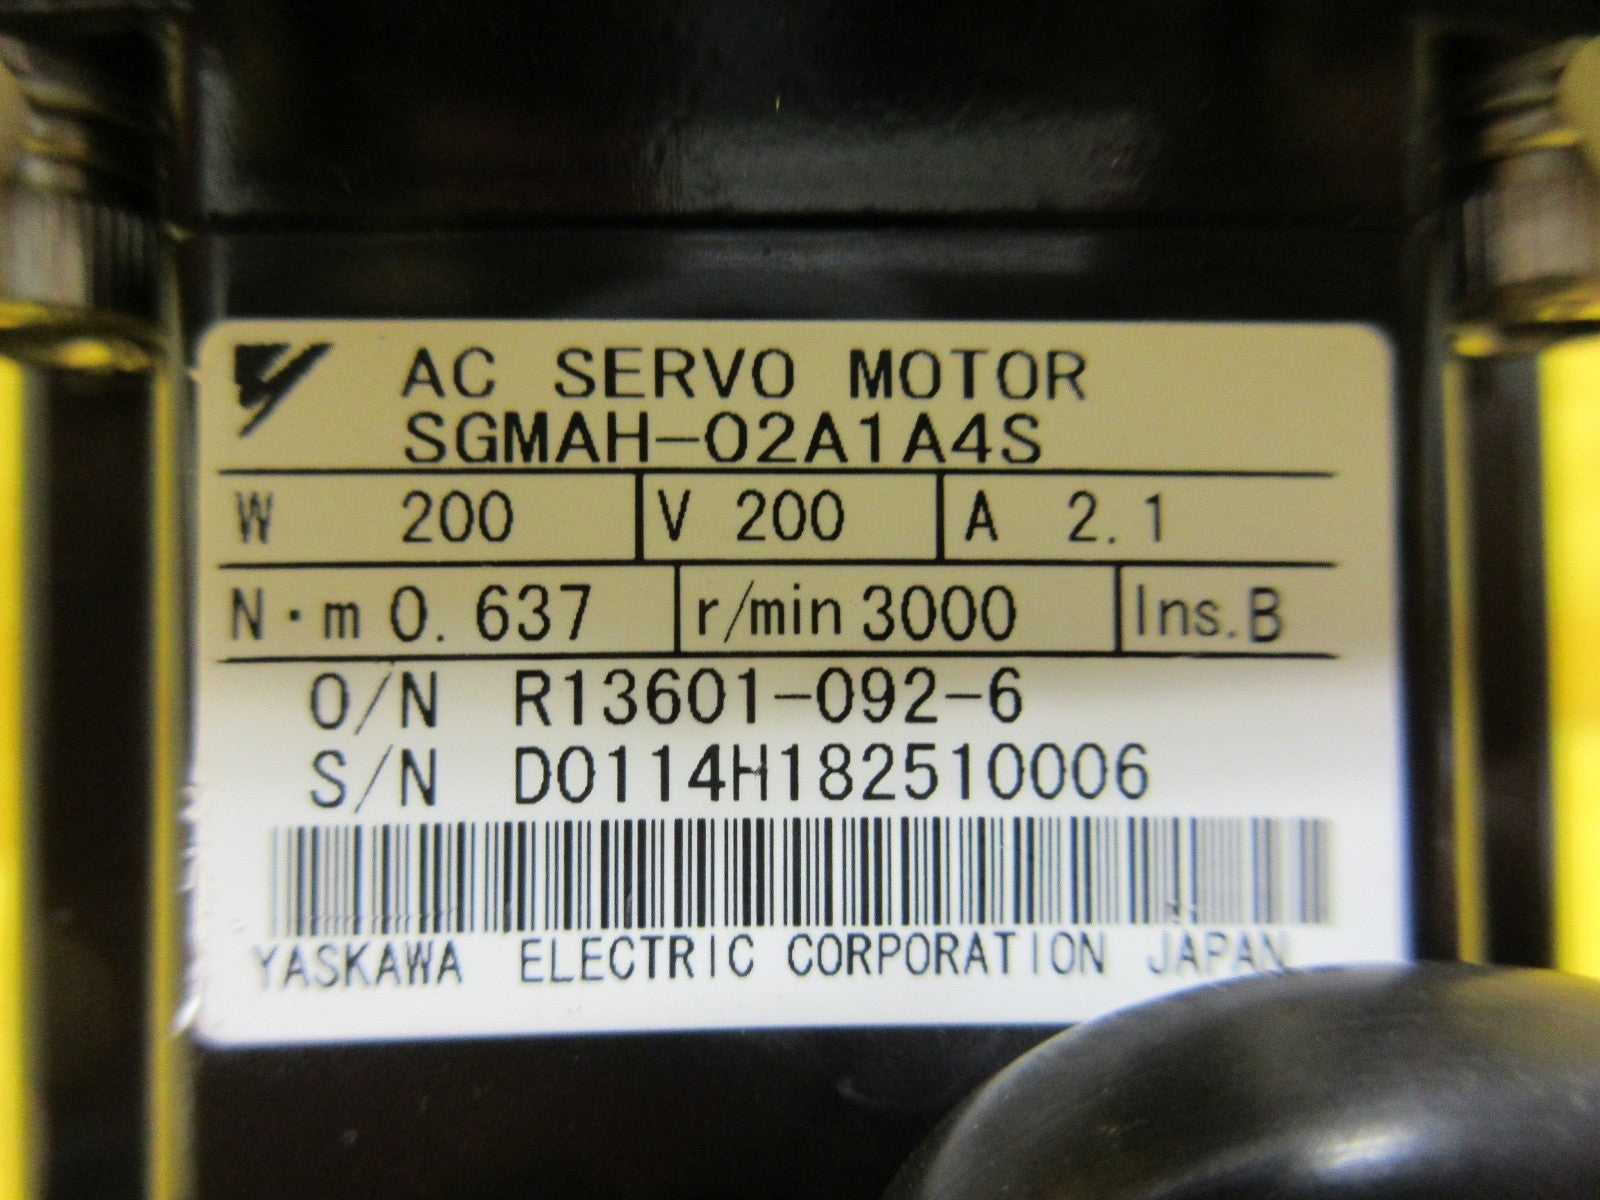 AC SERVO MOTOR
SGMAH-02A1A4S
W 200 V 200 A 2.1
N·m 0.637 r/min 3000 Ins.B
O/N R13601-092-6
S/N D0114H182510006
YASKAWA ELECTRIC CORPORATION JAPAN